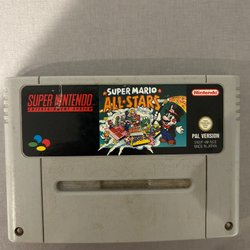 SUPER NINTENDO
ENTERTAINMENT SYSTEM
SUPER MARIO
ALL-STARS
Nintendo
PAL VERSION
MADE IN JAPAN